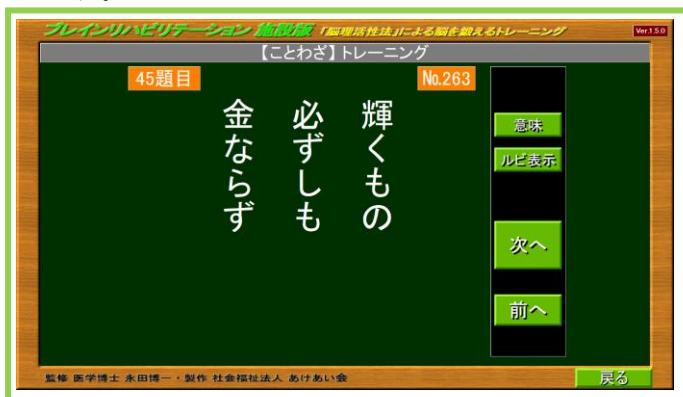 ブレインリハビリテーション 施設版 「脳理活性法」による脳を鍛えるトレーニング
Ver.1.5.0
【ことわざ】トレーニング
45題目
No.263
輝くもの
必ずしも
金ならず
意味
ルビ表示
次へ
前へ
監修 医学博士 永田博一・製作 社会福祉法人 あけあい会
戻る